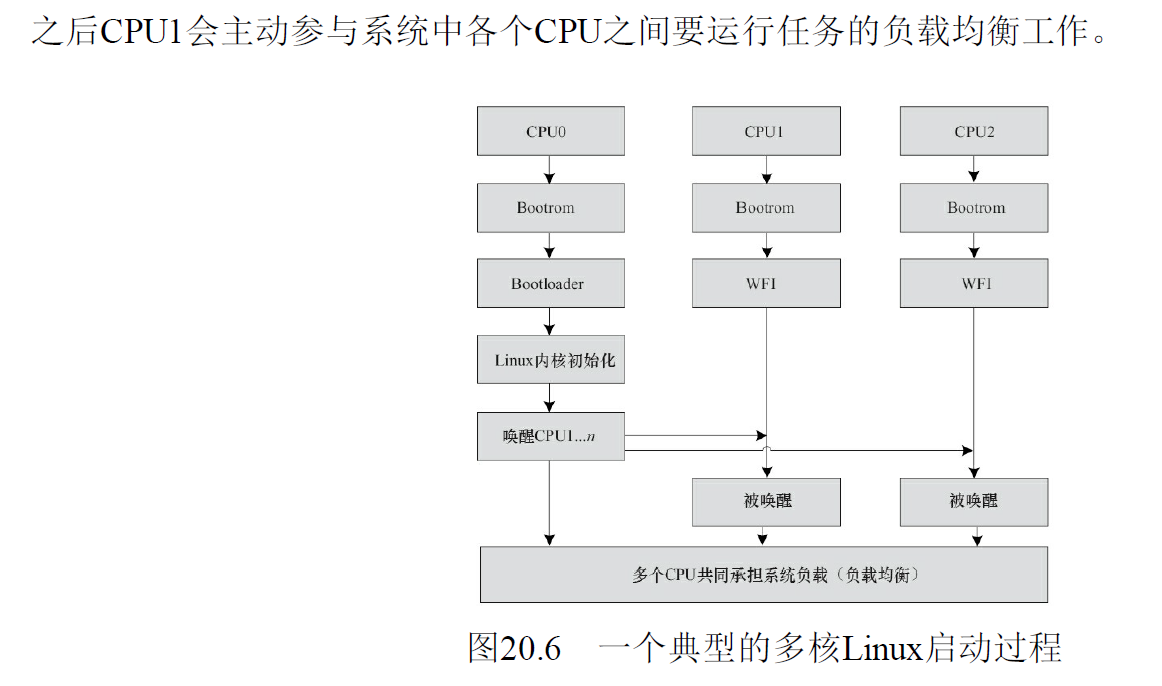 之后CPU1会主动参与系统中各个CPU之间要运行任务的负载均衡工作。
CPU0
CPU1
CPU2
Bootrom
Bootrom
Bootrom
Bootloader
WFI
WFI
Linux内核初始化
唤醒CPU1...n
被唤醒
被唤醒
多个CPU共同承担系统负载（负载均衡）
图20.6 一个典型的多核Linux启动过程